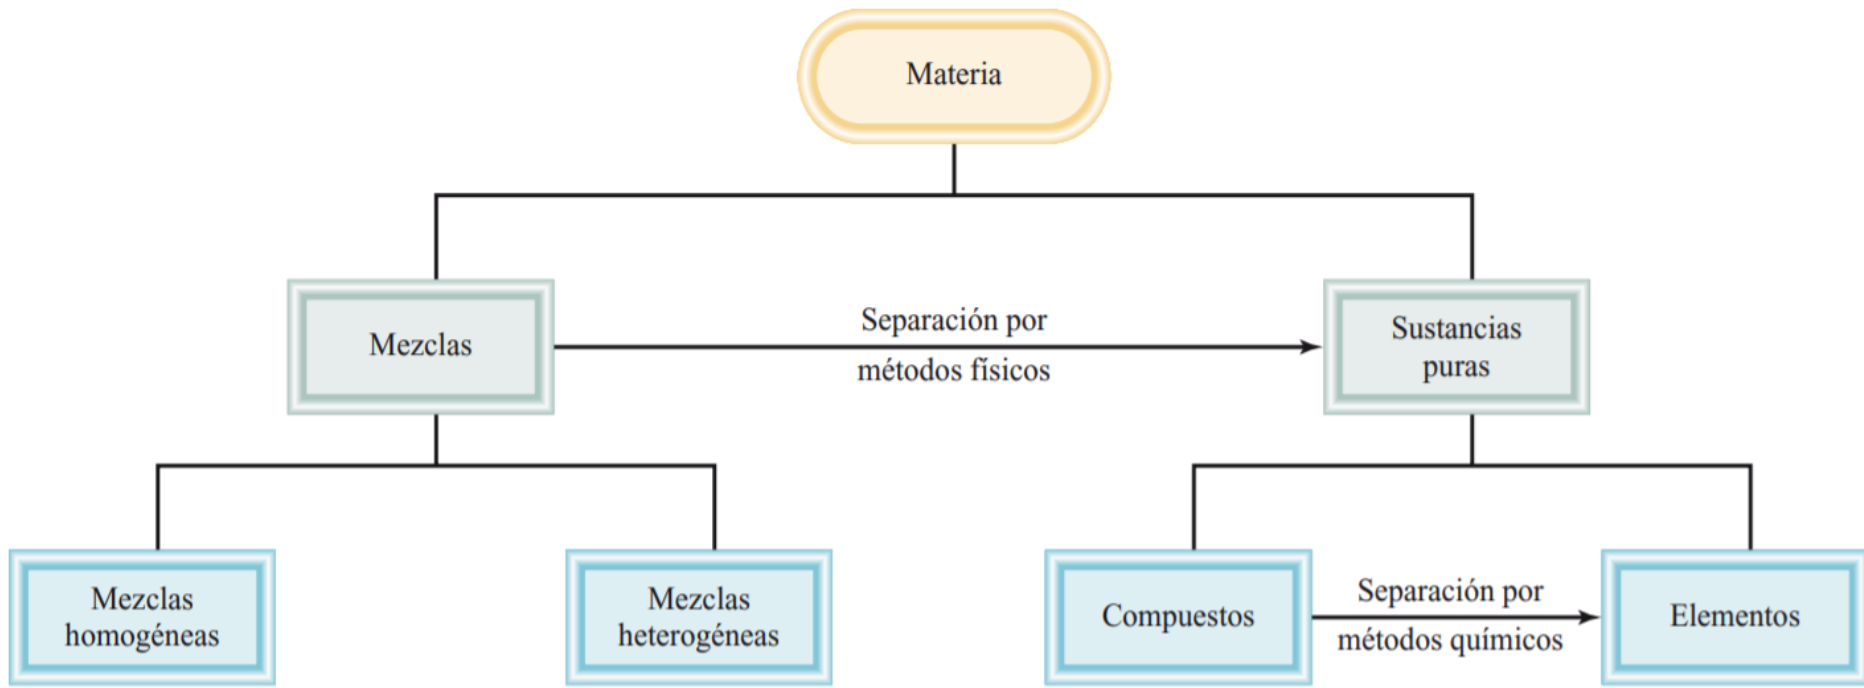 Materia
Separación por
métodos físicos
Mezclas
Sustancias
puras
Mezclas
homogéneas
Mezclas
heterogéneas
Compuestos
Separación por
métodos químicos
Elementos